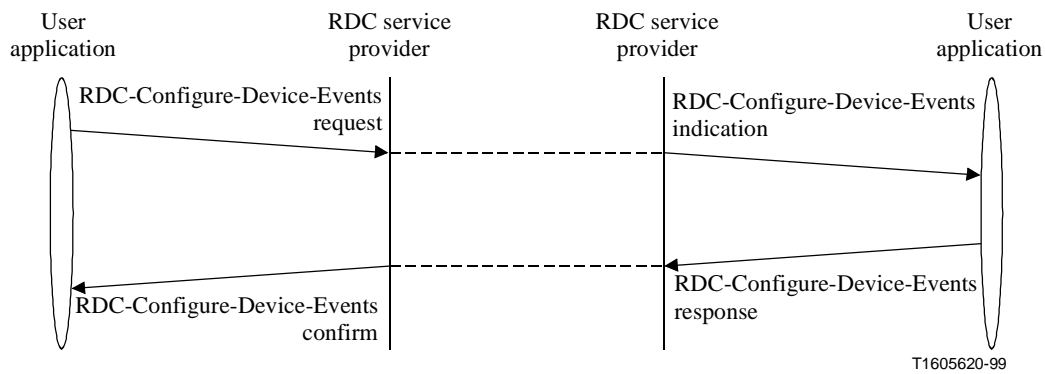 User
application
RDC service
provider
RDC service
provider
User
application
RDC-Configure-Device-Events
request
RDC-Configure-Device-Events
indication
RDC-Configure-Device-Events
confirm
RDC-Configure-Device-Events
response
T1605620-99